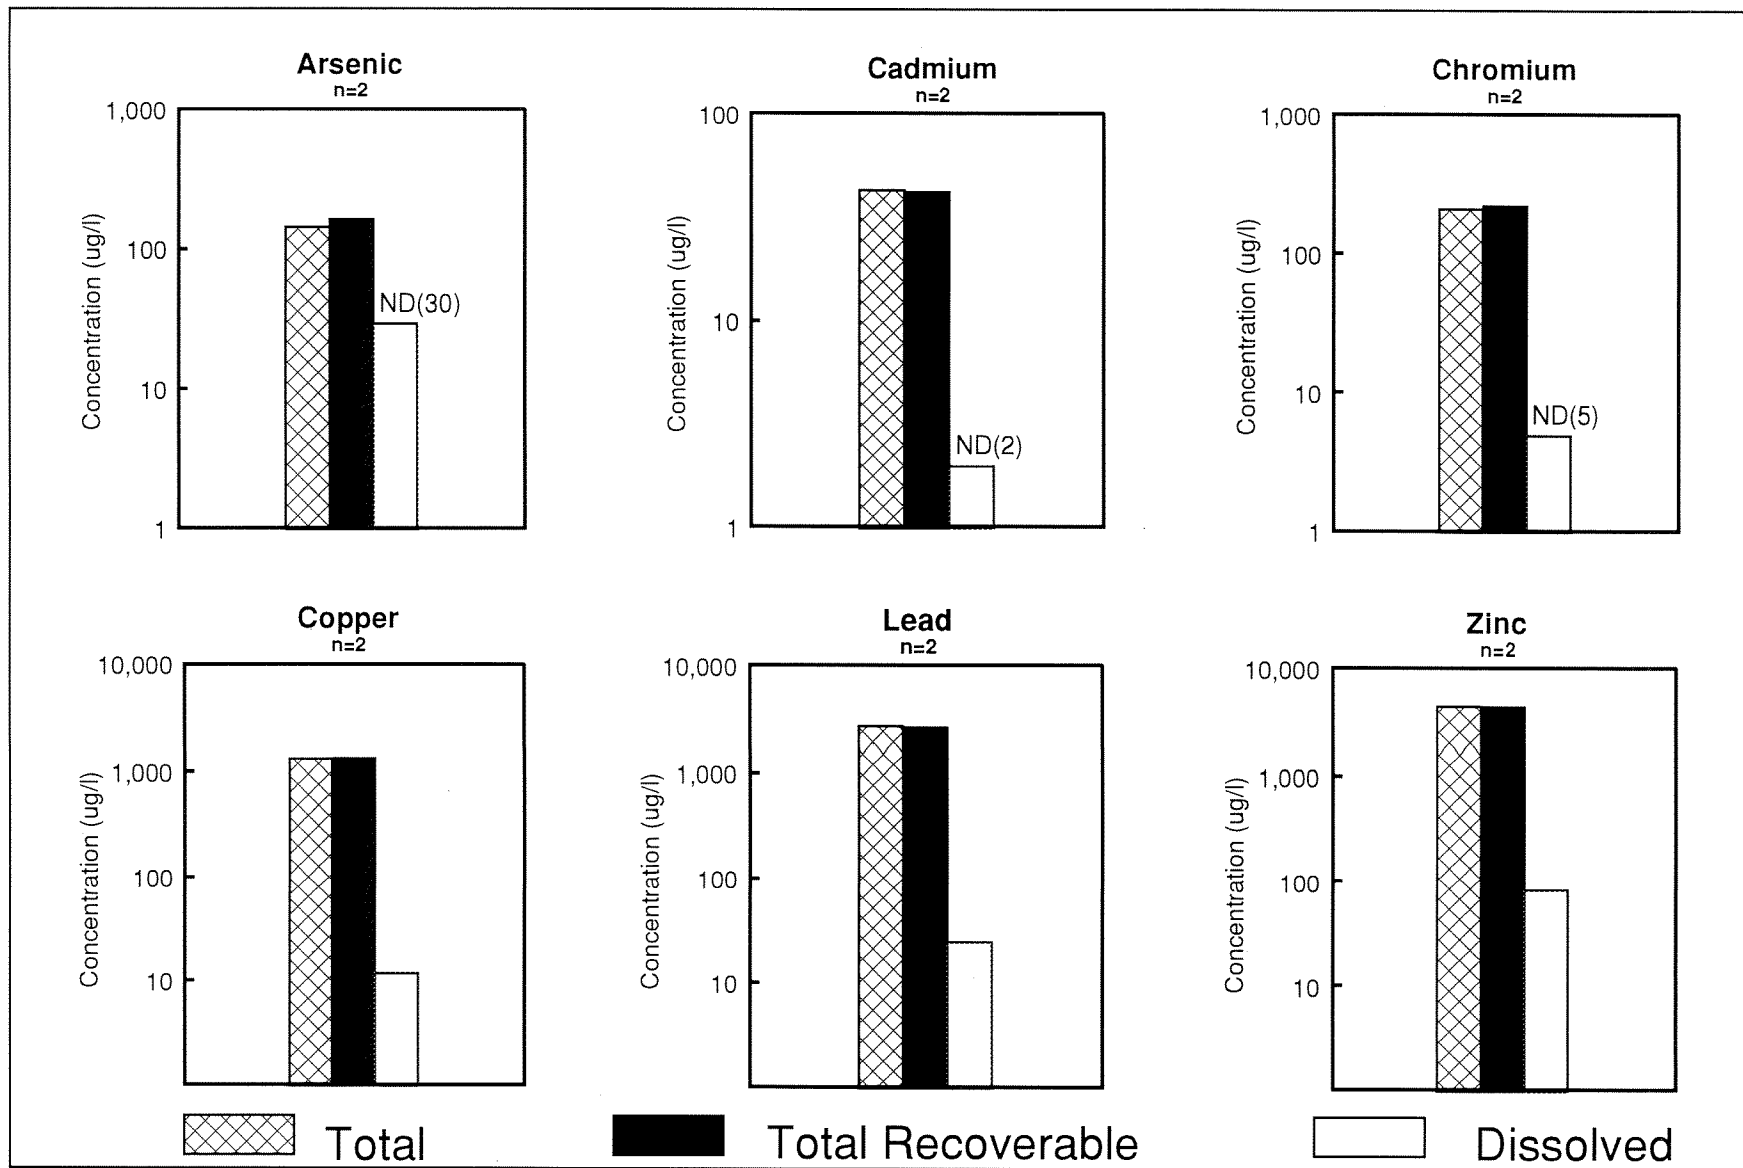 Arsenic
n=2
1,000
100
10
1
Concentration (ug/l)
ND(30)
Cadmium
n=2
100
10
1
Concentration (ug/l)
ND(2)
Chromium
n=2
1,000
100
10
1
Concentration (ug/l)
ND(5)
Copper
n=2
10,000
1,000
100
10
Concentration (ug/l)
Lead
n=2
10,000
1,000
100
10
Concentration (ug/l)
Zinc
n=2
10,000
1,000
100
10
Concentration (ug/l)
Total
Total Recoverable
Dissolved